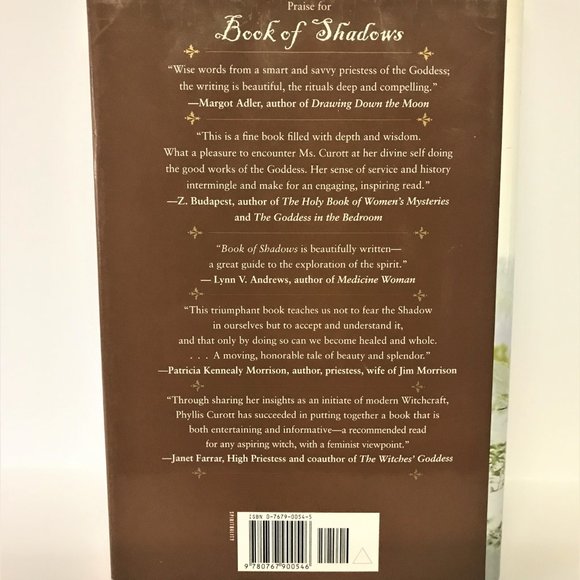 Praise for
Book of Shadows
“Wise words from a smart and savvy priestess of the Goddess;
the writing is beautiful, the rituals deep and compelling.”
—Margot Adler, author of Drawing Down the Moon
“This is a fine book filled with depth and wisdom.
What a pleasure to encounter Ms. Curott at her divine self doing
the good works of the Goddess. Her sense of service and history
intermingle and make for an engaging, inspiring read.”
—Z. Budapest, author of The Holy Book of Women’s Mysteries
and The Goddess in the Bedroom
“Book of Shadows is beautifully written—
a great guide to the exploration of the spirit.”
— Lynn V. Andrews, author of Medicine Woman
“This triumphant book teaches us not to fear the Shadow
in ourselves but to accept and understand it,
and that only by doing so can we become healed and whole.
. . . A moving, honorable tale of beauty and splendor.”
—Patricia Kennealy Morrison, author, priestess, wife of Jim Morrison
“Through sharing her insights as an initiate of modern Witchcraft,
Phyllis Curott has succeeded in putting together a book that is
both entertaining and informative—a recommended read
for any aspiring witch, with a feminist viewpoint.”
—Janet Farrar, High Priestess and coauthor of The Witches’ Goddess
SPIRITUALITY
ISBN 0-7679-0054-5
9 780767 900546